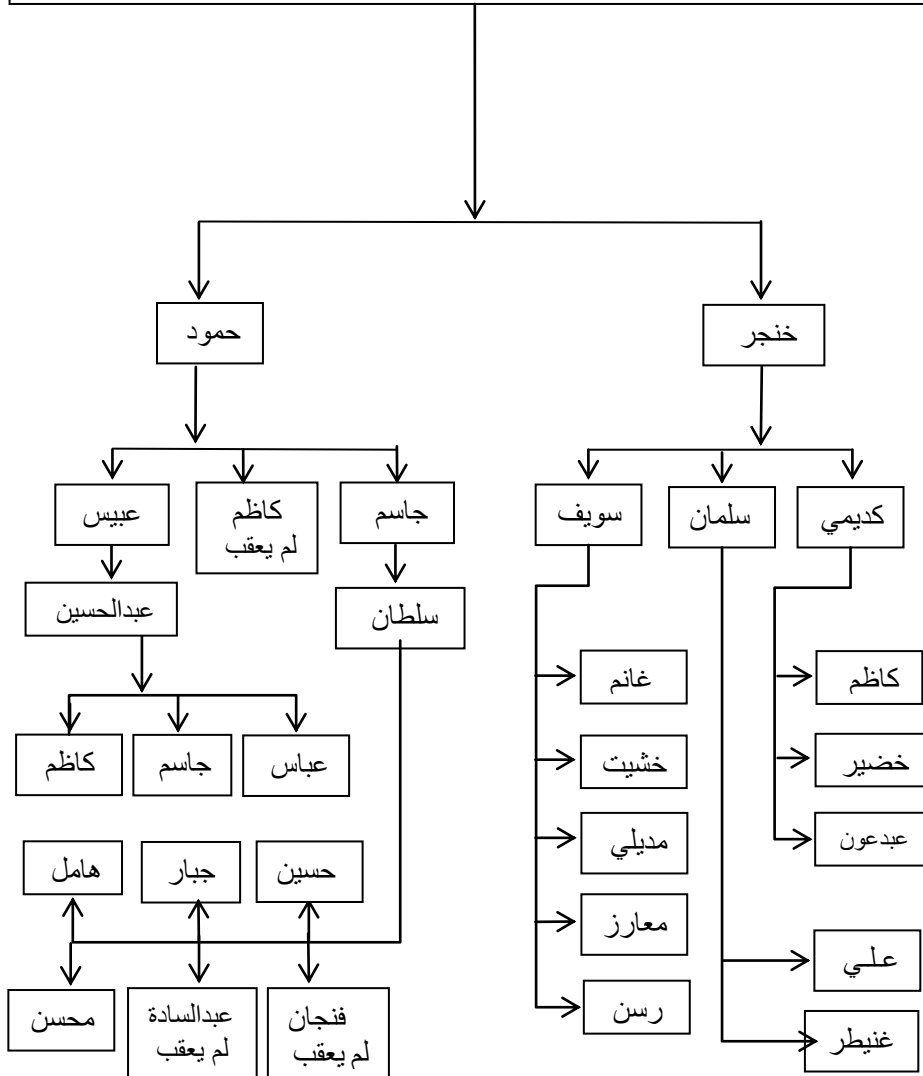 خنجر
حمود
كديمي
سلمان
سويف
جاسم
كاظم
لم يعقب
عبيس
سلطان
عبدالحسين
كاظم
خضير
عبدعون
غانم
خشيت
مديلي
معارز
رسن
علي
غنيطر
عباس
جاسم
كاظم
حسين
جبار
هامل
فنجان
لم يعقب
عبدالسادة
لم يعقب
محسن